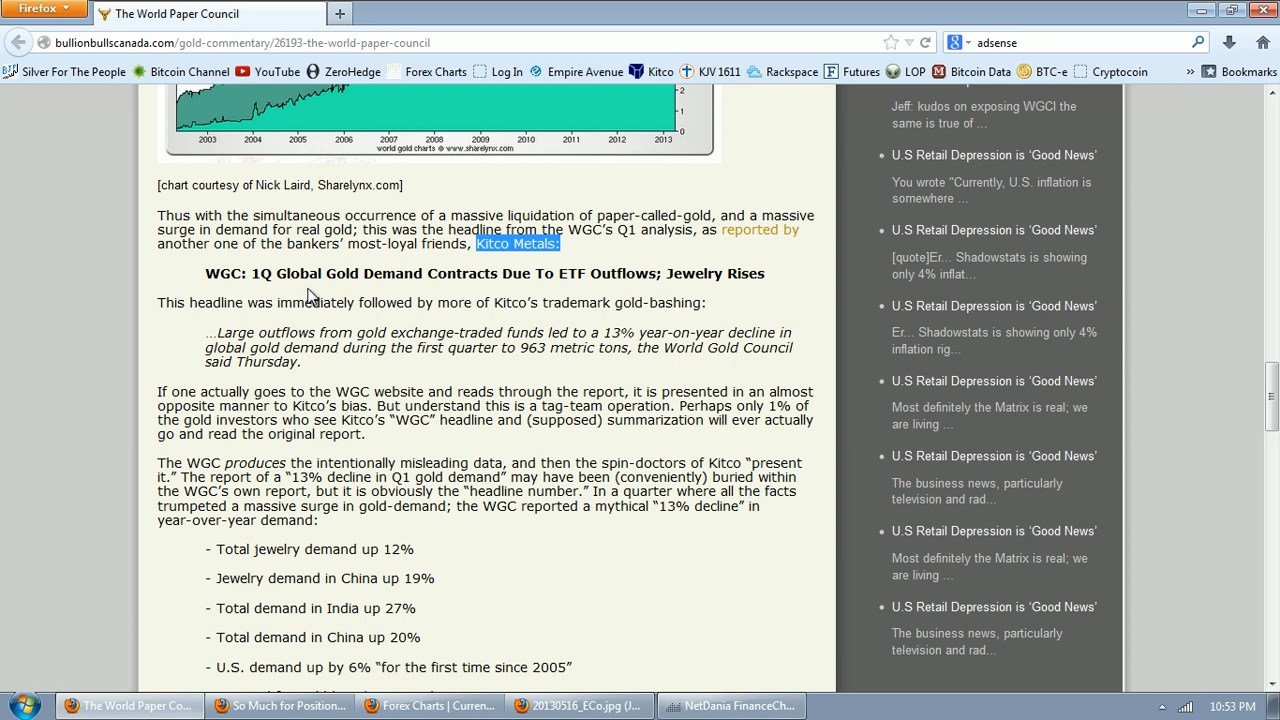 Firefox
The World Paper Council
bullionbullscanada.com/gold-commentary/26193-the-world-paper-council
adsense
Silver For The People Bitcoin Channel YouTube ZeroHedge Forex Charts Log In Empire Avenue Kitco KJV 1611 Rackspace Futures LOP Bitcoin Data BTC-e Cryptocoin » Bookmarks
2
1
0
2003 2004 2005 2006 2007 2008 2009 2010 2011 2012 2013
world gold charts © www.sharelynx.com
[chart courtesy of Nick Laird, Sharelynx.com]
Thus with the simultaneous occurrence of a massive liquidation of paper-called-gold, and a massive
surge in demand for real gold; this was the headline from the WGC's Q1 analysis, as reported by
another one of the bankers' most-loyal friends, Kitco Metals:
WGC: 1Q Global Gold Demand Contracts Due To ETF Outflows; Jewelry Rises
This headline was immediately followed by more of Kitco's trademark gold-bashing:
…Large outflows from gold exchange-traded funds led to a 13% year-on-year decline in
global gold demand during the first quarter to 963 metric tons, the World Gold Council
said Thursday.
If one actually goes to the WGC website and reads through the report, it is presented in an almost
opposite manner to Kitco's bias. But understand this is a tag-team operation. Perhaps only 1% of
the gold investors who see Kitco's “WGC” headline and (supposed) summarization will ever actually
go and read the original report.
The WGC produces the intentionally misleading data, and then the spin-doctors of Kitco “present
it.” The report of a “13% decline in Q1 gold demand” may have been (conveniently) buried within
the WGC's own report, but it is obviously the “headline number.” In a quarter where all the facts
trumpeted a massive surge in gold-demand; the WGC reported a mythical “13% decline” in
year-over-year demand:
- Total jewelry demand up 12%
- Jewelry demand in China up 19%
- Total demand in India up 27%
- Total demand in China up 20%
- U.S. demand up by 6% “for the first time since 2005”
Jeff: kudos on exposing WGCI the
same is true of ...
U.S Retail Depression is ‘Good News’
You wrote "Currently, U.S. inflation is
somewhere ...
U.S Retail Depression is ‘Good News’
[quote]Er... Shadowstats is showing
only 4% inflat...
U.S Retail Depression is ‘Good News’
Er... Shadowstats is showing only 4%
inflation rig...
U.S Retail Depression is ‘Good News’
Most definitely the Matrix is real; we
are living ...
U.S Retail Depression is ‘Good News’
The business news, particularly
television and rad...
U.S Retail Depression is ‘Good News’
Most definitely the Matrix is real; we
are living ...
U.S Retail Depression is ‘Good News’
The business news, particularly
television and rad...
The World Paper Co... So Much for Position... Forex Charts | Curren... 20130516_ECo.jpg (J... NetDania FinanceCh... 10:53 PM